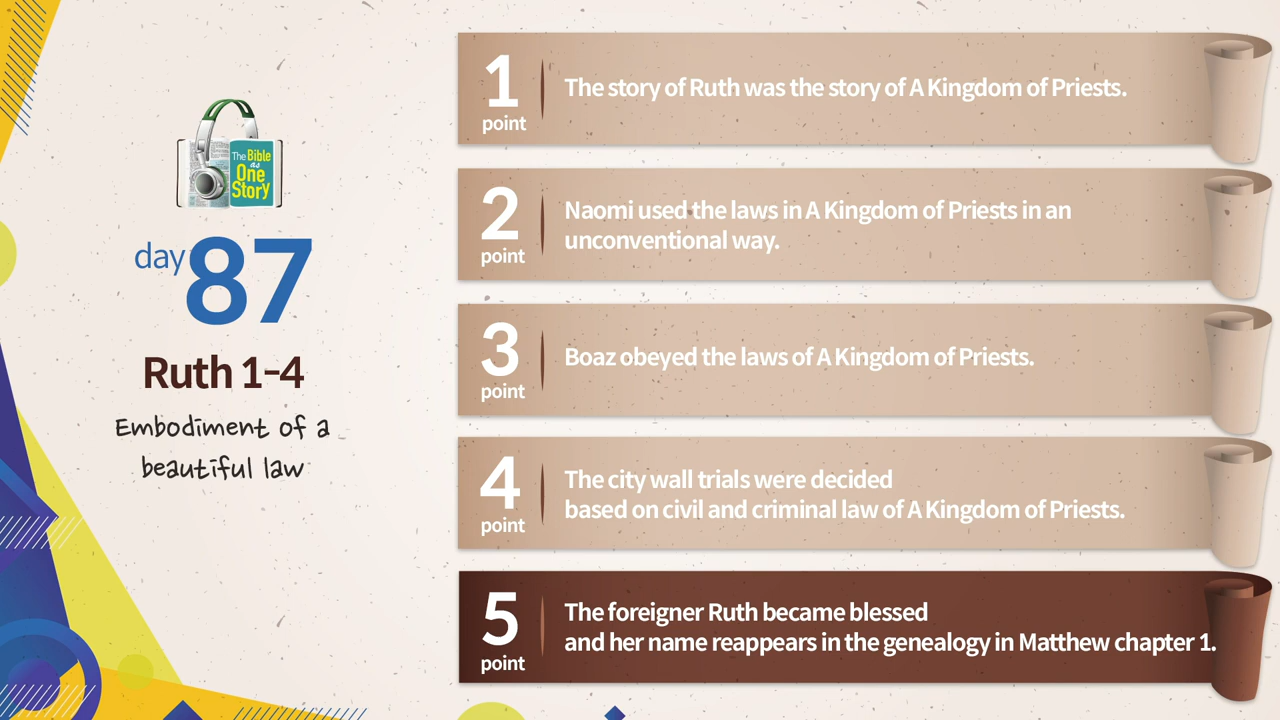 The Bible
as
One
Story
day 87
Ruth 1-4
Embodiment of a
beautiful law
1
point
The story of Ruth was the story of A Kingdom of Priests.
2
point
Naomi used the laws in A Kingdom of Priests in an
unconventional way.
3
point
Boaz obeyed the laws of A Kingdom of Priests.
4
point
The city wall trials were decided
based on civil and criminal law of A Kingdom of Priests.
5
point
The foreigner Ruth became blessed
and her name reappears in the genealogy in Matthew chapter 1.